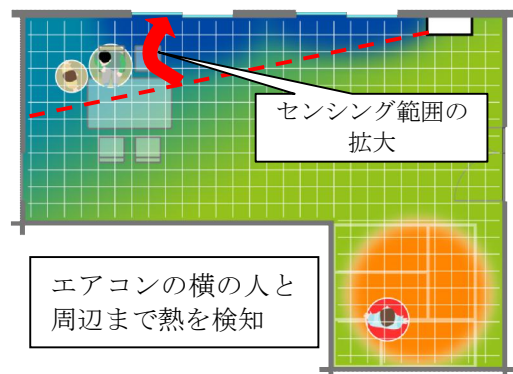 センシング範囲の
拡大
エアコンの横の人と
周辺まで熱を検知